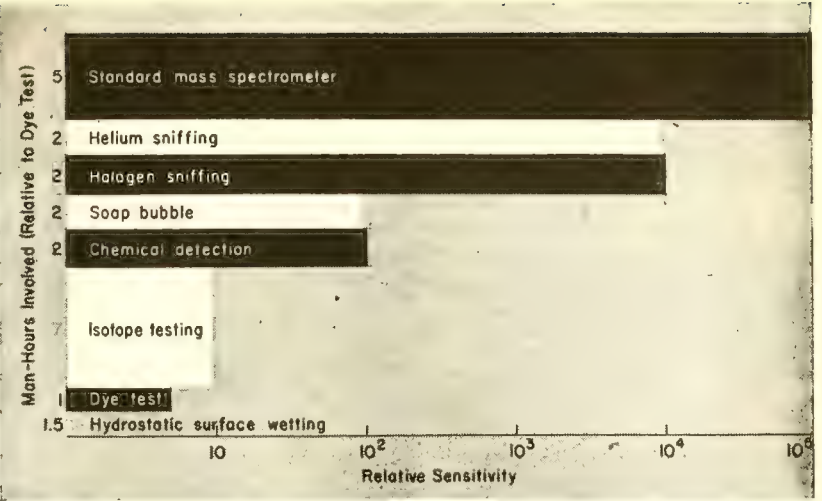 Man-Hours Involved (Relative to Dye Test)
5 Standard mass spectrometer
2 Helium sniffing
2 Halogen sniffing
2 Soap bubble
2 Chemical detection
7 Isotope testing
1 Dye test
1.5 Hydrostatic surface wetting
10 10² 10³ 10⁴ 10⁶
Relative Sensitivity